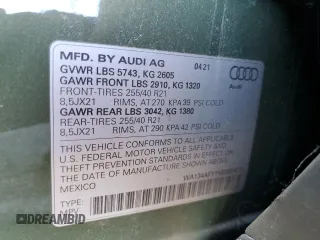 MFD. BY AUDI AG 04 21
GVWR LBS 5743, KG 2605
GAWR FRONT LBS 2910, KG 1320
FRONT-TIRES 255/40 R21
8,5JX21 RIMS, AT 270 KPA 39 PSI COLD
GAWR REAR LBS 3042, KG 1380
REAR-TIRES 255/40 R21
8,5JX21 RIMS, AT 290 KPA 42 PSI COLD
Audi
THIS VEHICLE CONFORMS TO ALL APPLICABLE
U.S. FEDERAL MOTOR VEHICLE SAFETY
STANDARDS IN EFFECT ON THE DATE OF
MANUFACTURE SHOWN ABOVE.
MEXICO
TYPE:
MPV
DREAMBID